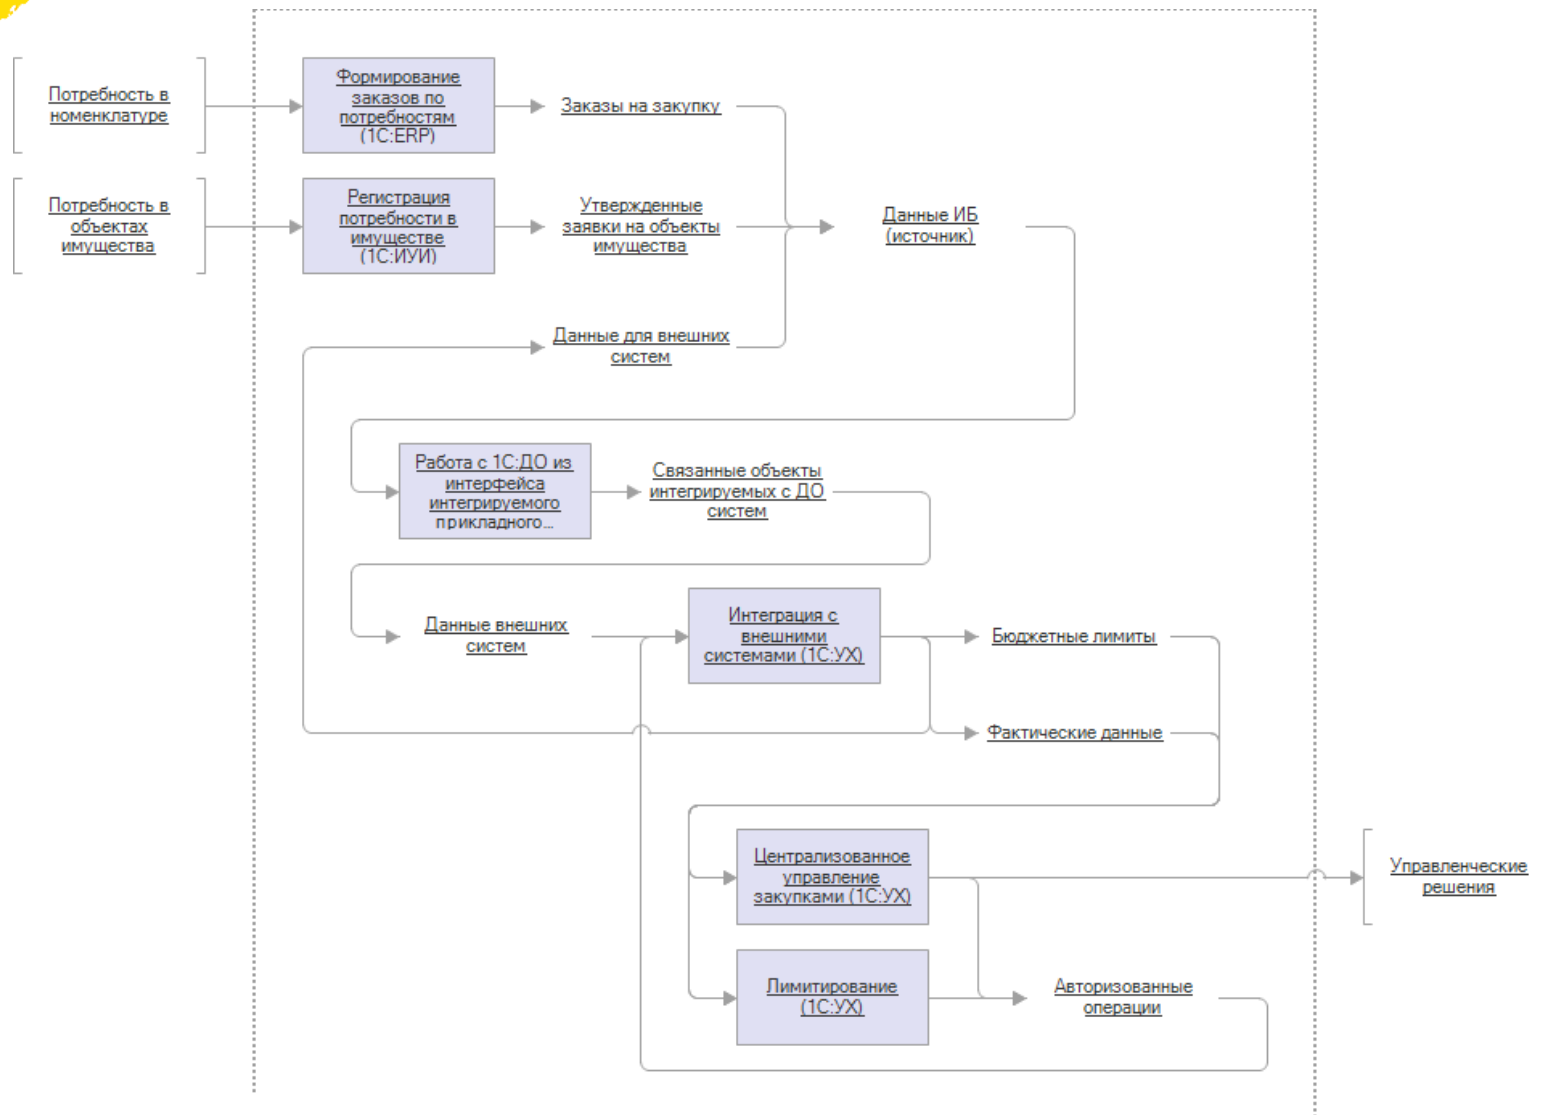 Потребность в
номенклатуре
Формирование
заказов по
потребностям
(1С:ERP)
Заказы на закупку
Потребность в
объектах
имущества
Регистрация
потребности в
имуществе
(1С:ИУИ)
Утвержденные
заявки на объекты
имущества
Данные ИБ
(источник)
Данные для внешних
систем
Работа с 1С:ДО из
интерфейса
интегрируемого
прикладного...
Связанные объекты
интегрируемых с ДО
систем
Данные внешних
систем
Интеграция с
внешними
системами (1С:УХ)
Бюджетные лимиты
Фактические данные
Централизованное
управление
закупками (1С:УХ)
Управленческие
решения
Лимитирование
(1С:УХ)
Авторизованные
операции